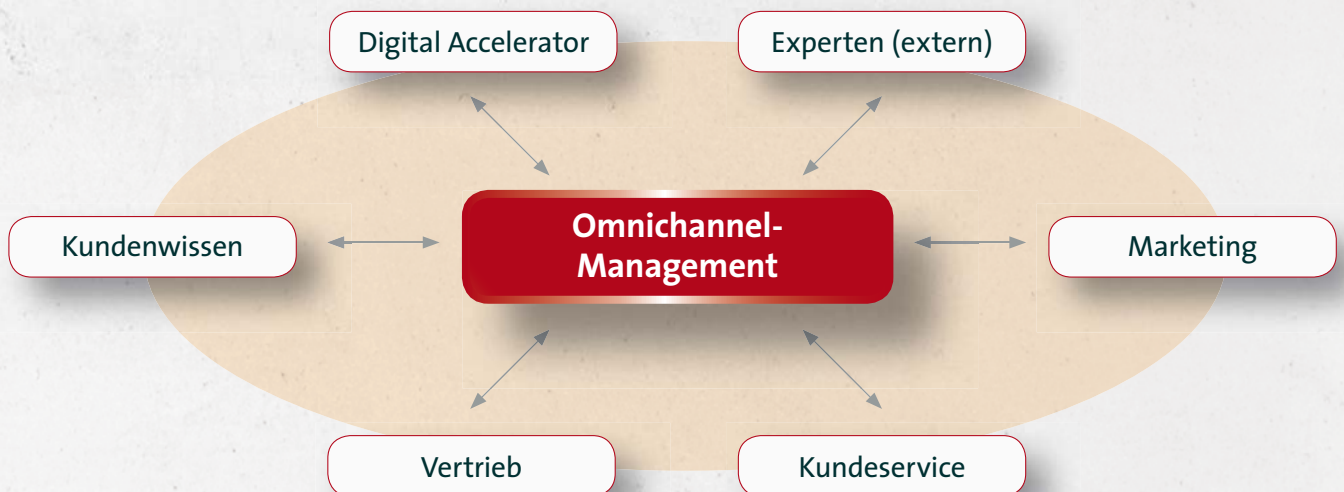 Digital Accelerator
Experten (extern)
Kundenwissen
Omnichannel-
Management
Marketing
Vertrieb
Kundeservice